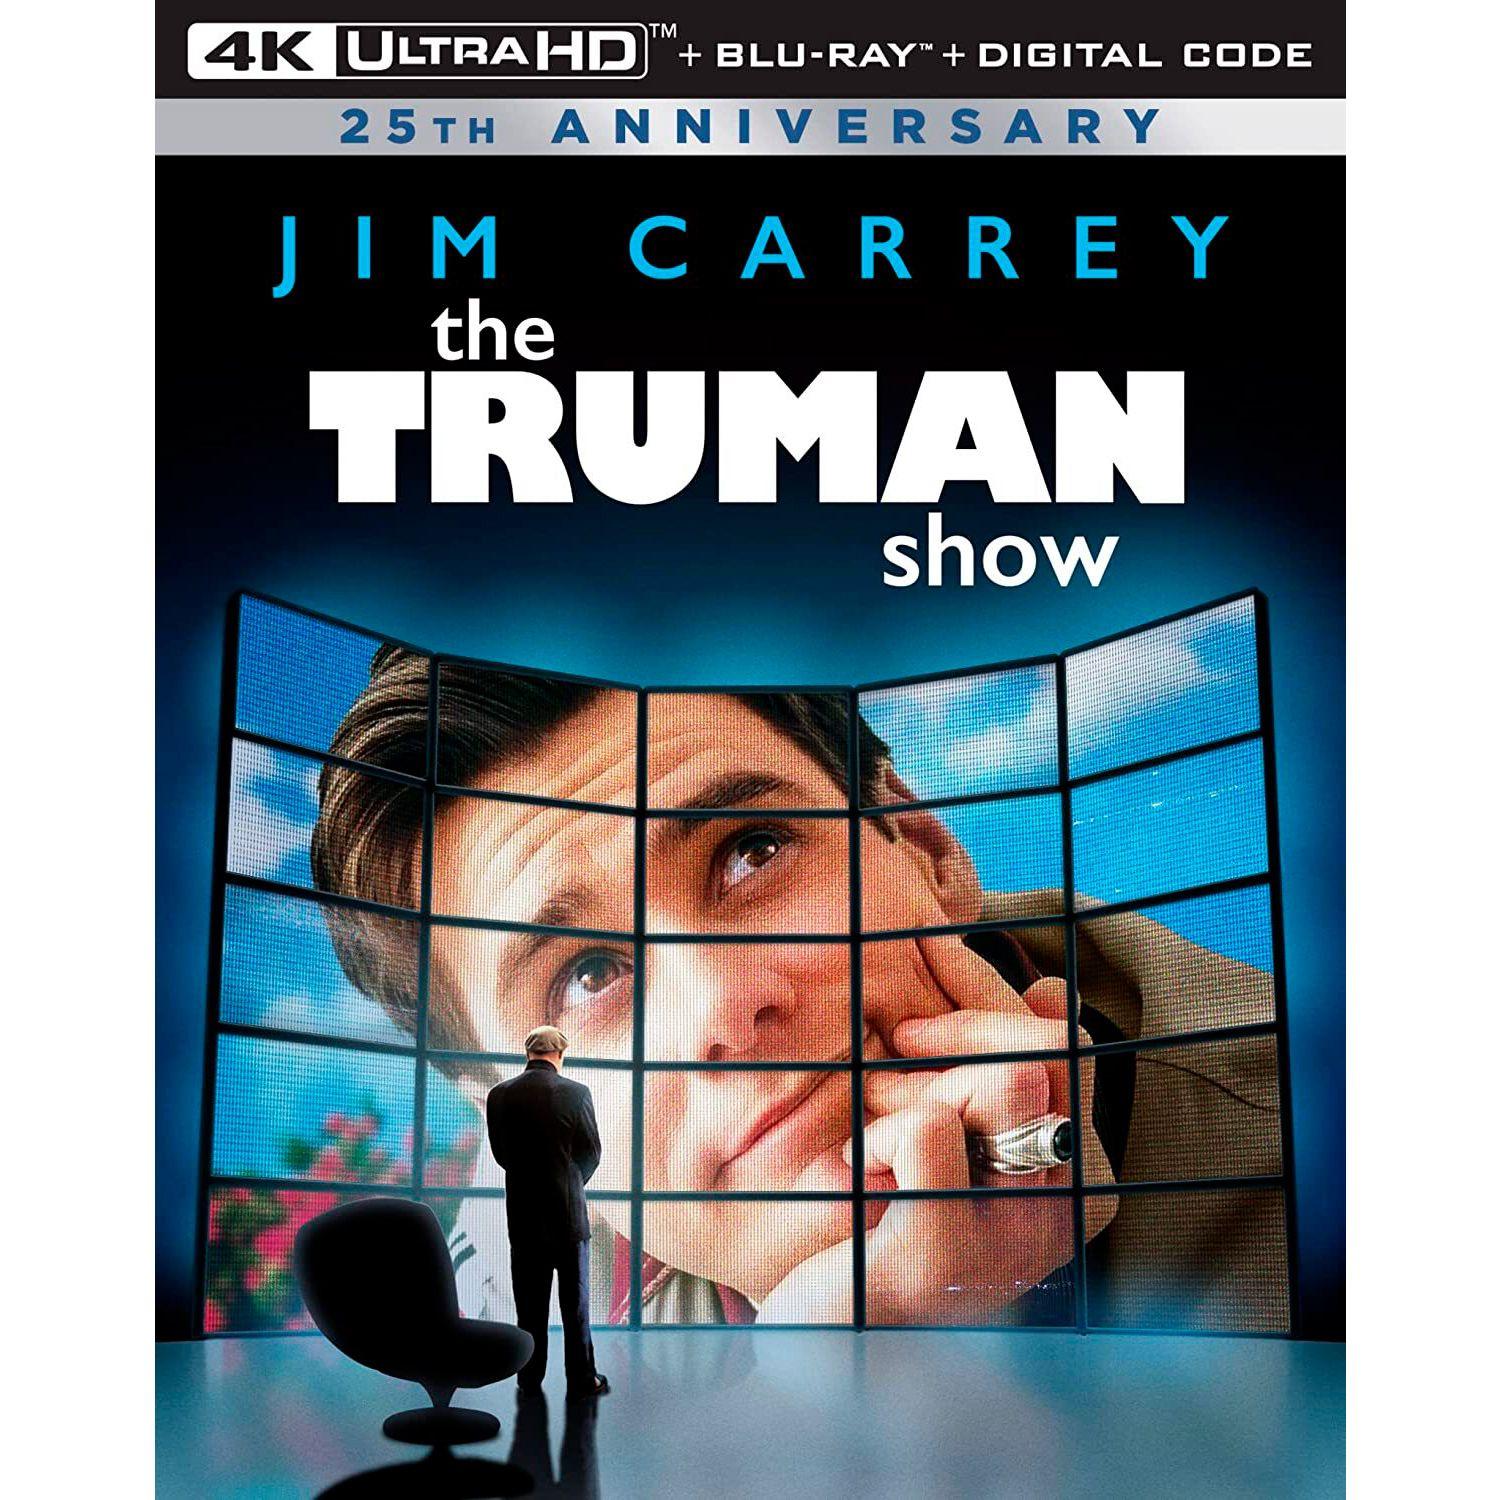 4K ULTRA HD™ + BLU-RAY™ + DIGITAL CODE
25TH ANNIVERSARY
JIM CARREY
the
TRUMAN
show